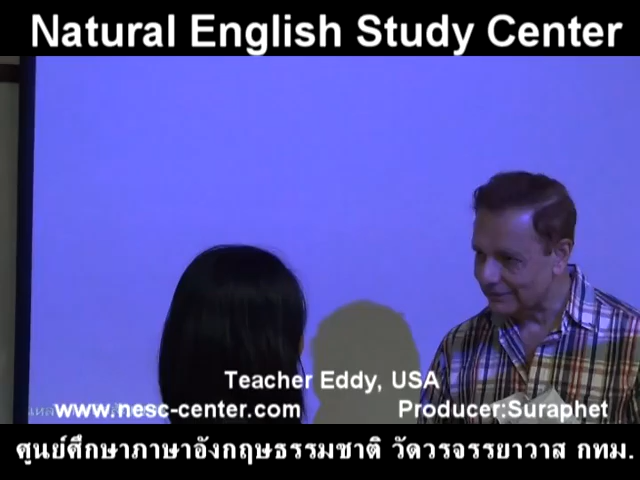 Natural English Study Center
Teacher Eddy, USA
www.nesc-center.com Producer:Suraphet
ศูนย์ศึกษาภาษาอังกฤษธรรมชาติ วัดวรจรรยาวาส กทม.